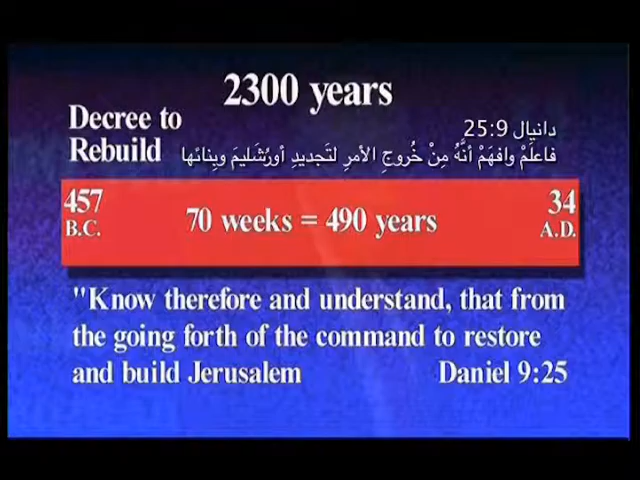 2300 years
Decree to
Rebuild
دانيال 25:9
فاعلَمْ وافهَمْ أنَّهُ مِنْ خُروجِ الأمرِ لتَجديدِ أورُشَليمَ وبِنائها
457
B.C.
70 weeks = 490 years
34
A.D.
"Know therefore and understand, that from
the going forth of the command to restore
and build Jerusalem Daniel 9:25